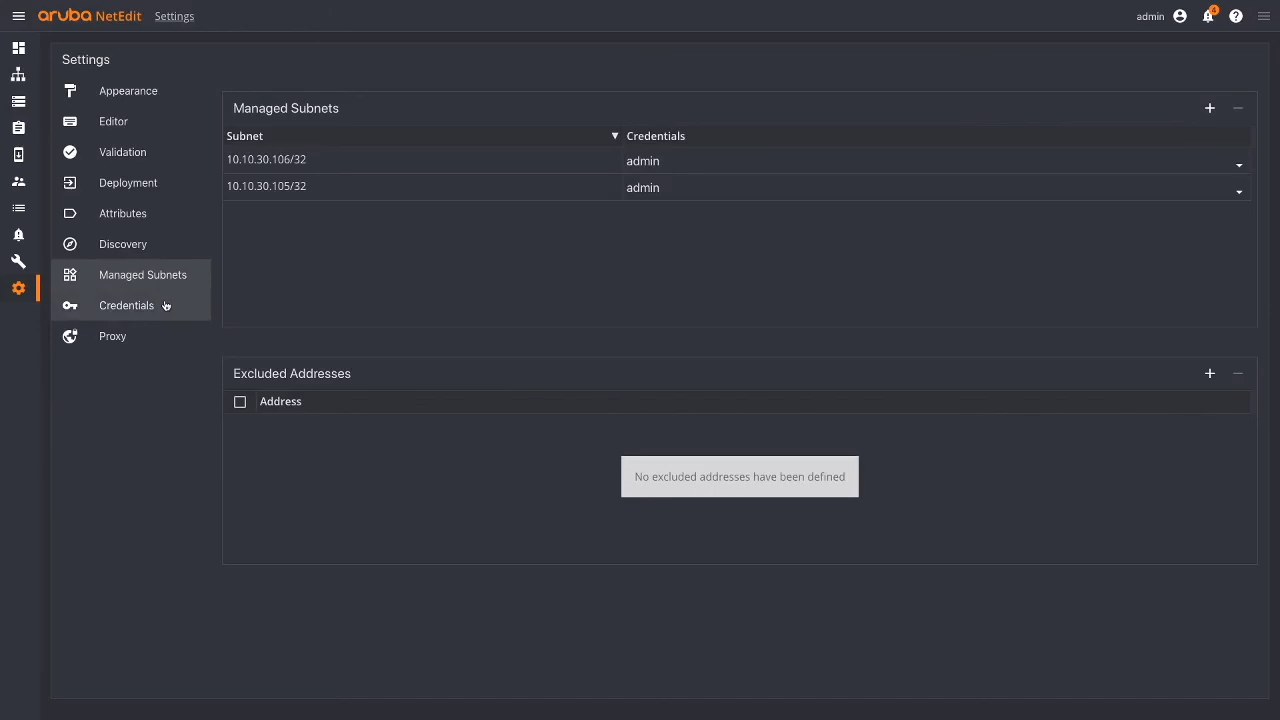 aruba NetEdit Settings admin 4
Settings
Appearance
Editor
Validation
Deployment
Attributes
Discovery
Managed Subnets
Credentials
Proxy
Managed Subnets
Subnet Credentials
10.10.30.106/32 admin
10.10.30.105/32 admin
Excluded Addresses
Address
No excluded addresses have been defined